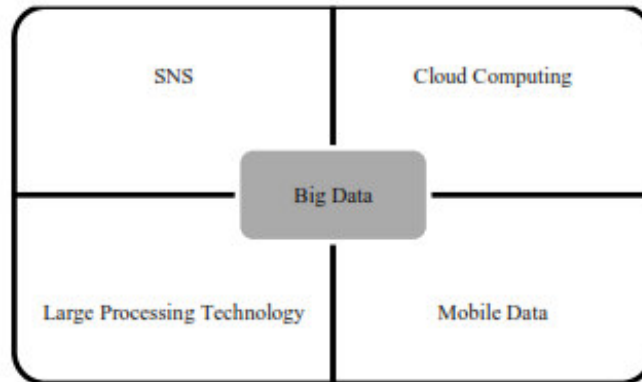 SNS
Cloud Computing
Big Data
Large Processing Technology
Mobile Data